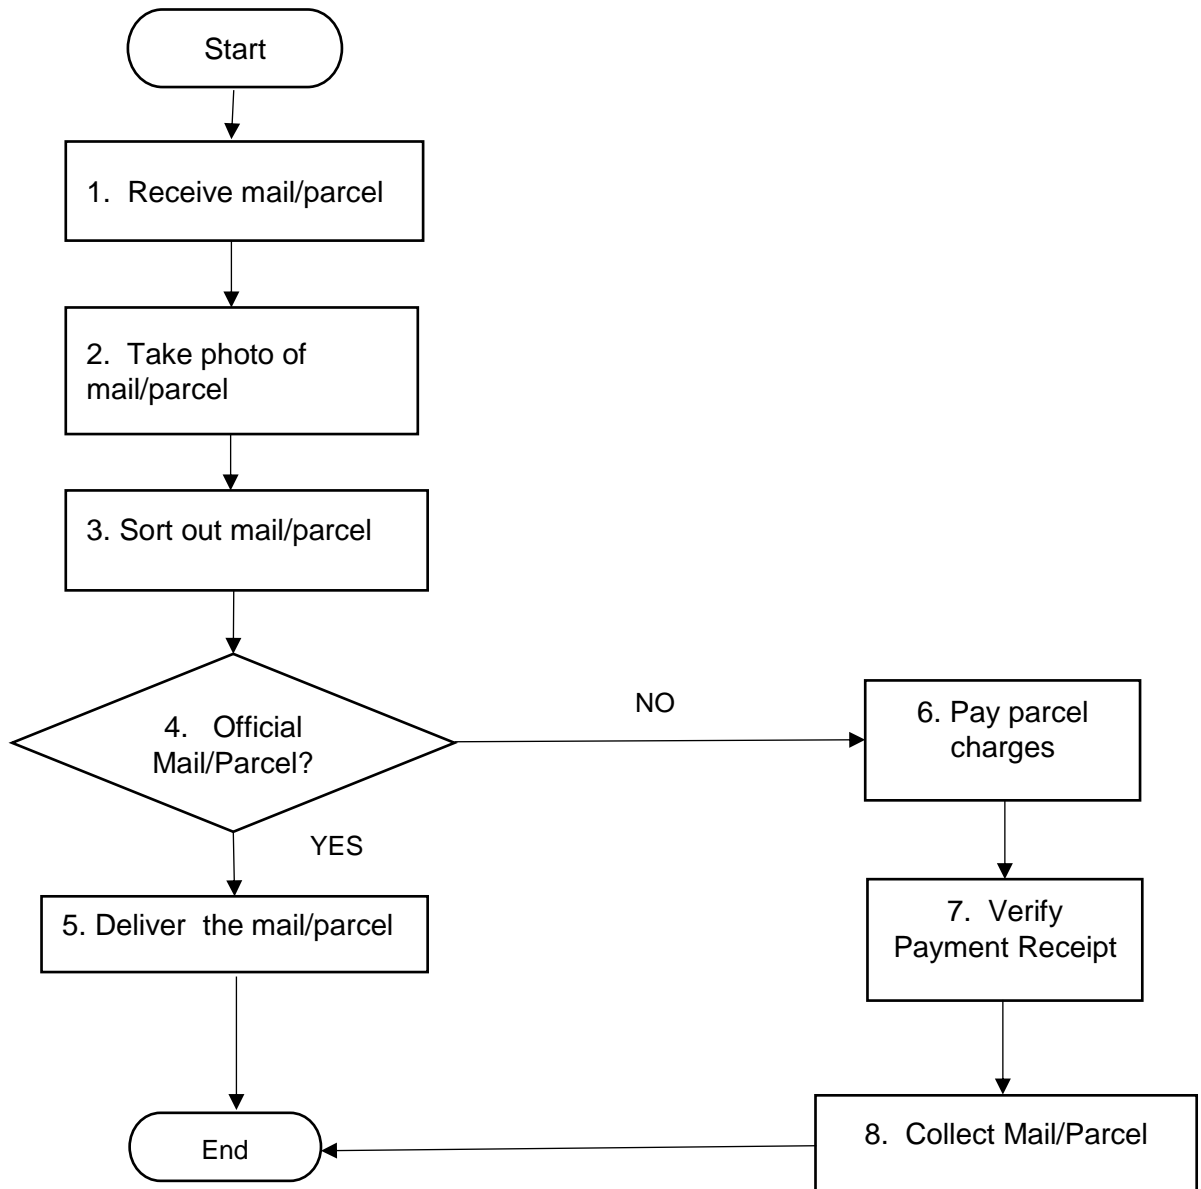 Start
1. Receive mail/parcel
2. Take photo of
mail/parcel
3. Sort out mail/parcel
4. Official
Mail/Parcel?
NO
6. Pay parcel
charges
YES
5. Deliver the mail/parcel
7. Verify
Payment Receipt
8. Collect Mail/Parcel
End